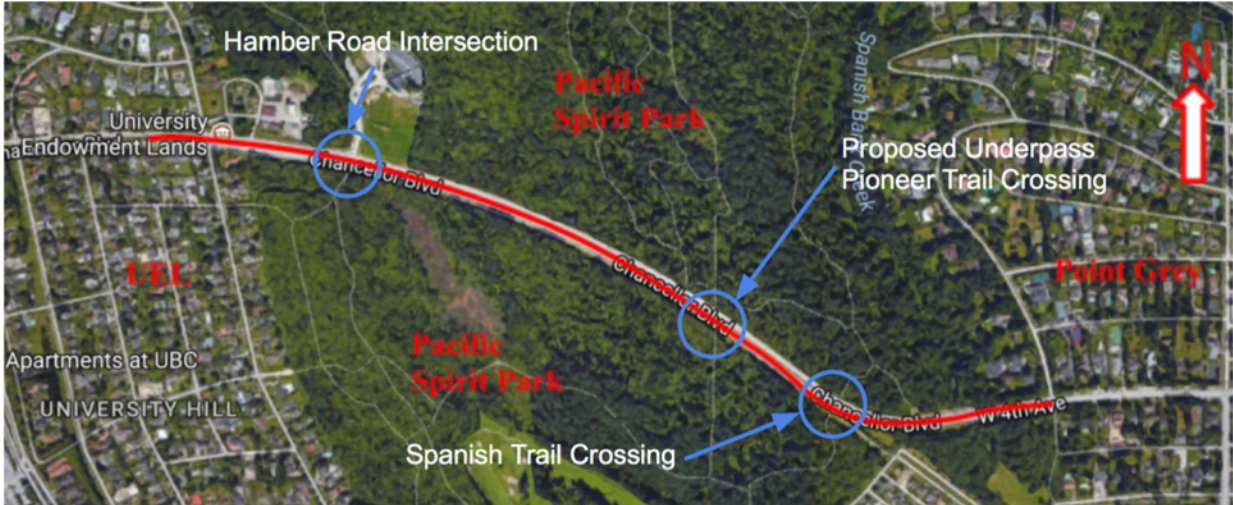 Hamber Road Intersection
Pacific
Spirit Park
Spanish Bank Creek
N
University
Endowment Lands
Chancellor Blvd
Proposed Underpass
Pioneer Trail Crossing
UEL
Chancellor Blvd
Point Grey
Pacific
Spirit Park
Apartments at UBC
UNIVERSITY HILL
Chancellor Blvd
W 4th Ave
Spanish Trail Crossing